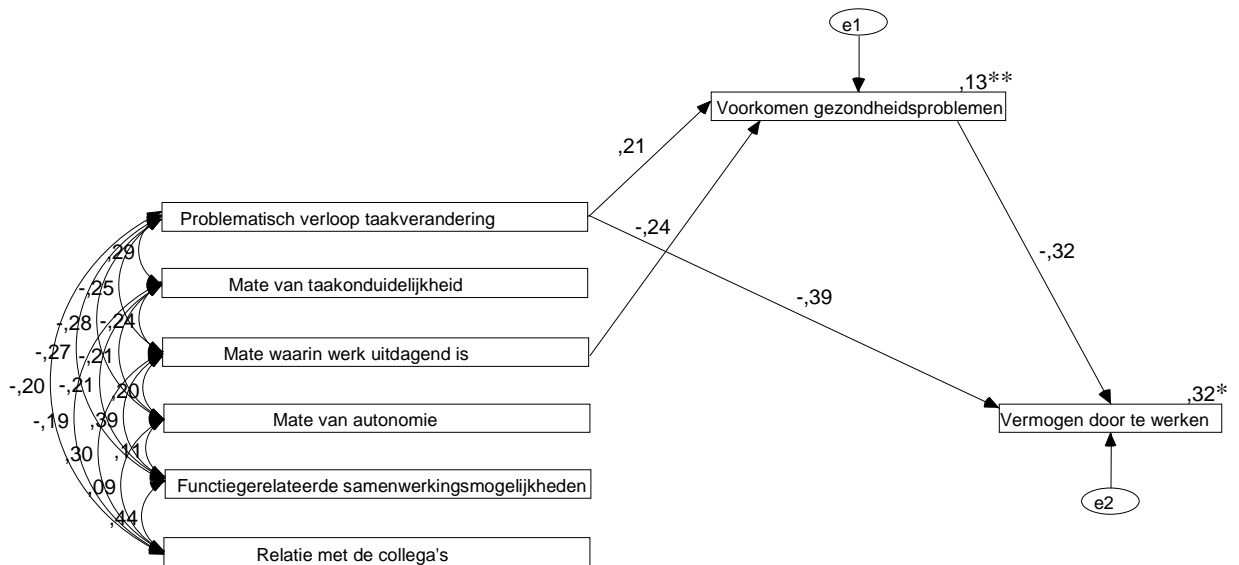 e1
,13**
Voorkomen gezondheidsproblemen
,21
Problematisch verloop taakverandering
-,24
,29
-,32
Mate van taakonduidelijkheid
-,25
-,39
-,28
-,24
Mate waarin werk uitdagend is
-,27
-,21
-,20
-,21
,20
,32*
-,19
,39
Mate van autonomie
Vermogen door te werken
,30
,11
Functiegerelateerde samenwerkingsmogelijkheden
,09
e2
,44
Relatie met de collega's